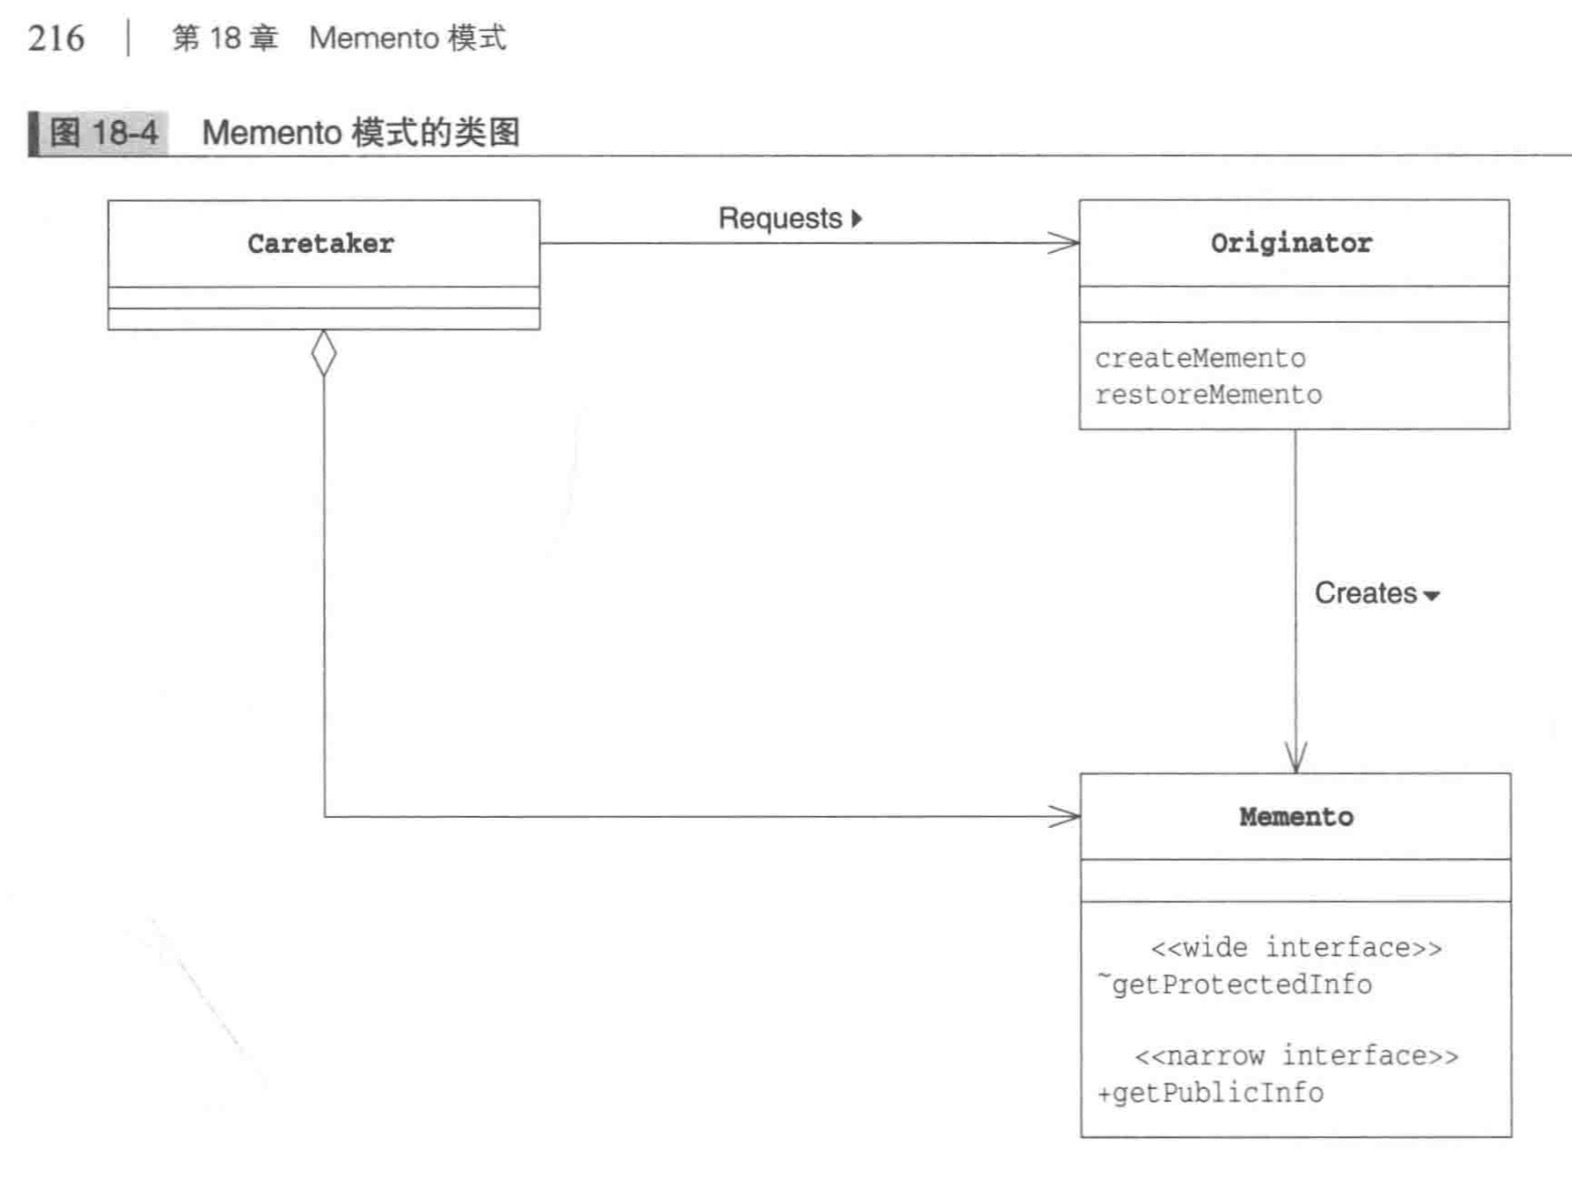 216 | 第 18 章 Memento 模式
图 18-4 Memento 模式的类图
Caretaker
Requests
Originator
createMemento
restoreMemento
Creates
Memento
<<wide interface>>
~getProtectedInfo
<<narrow interface>>
+getPublicInfo